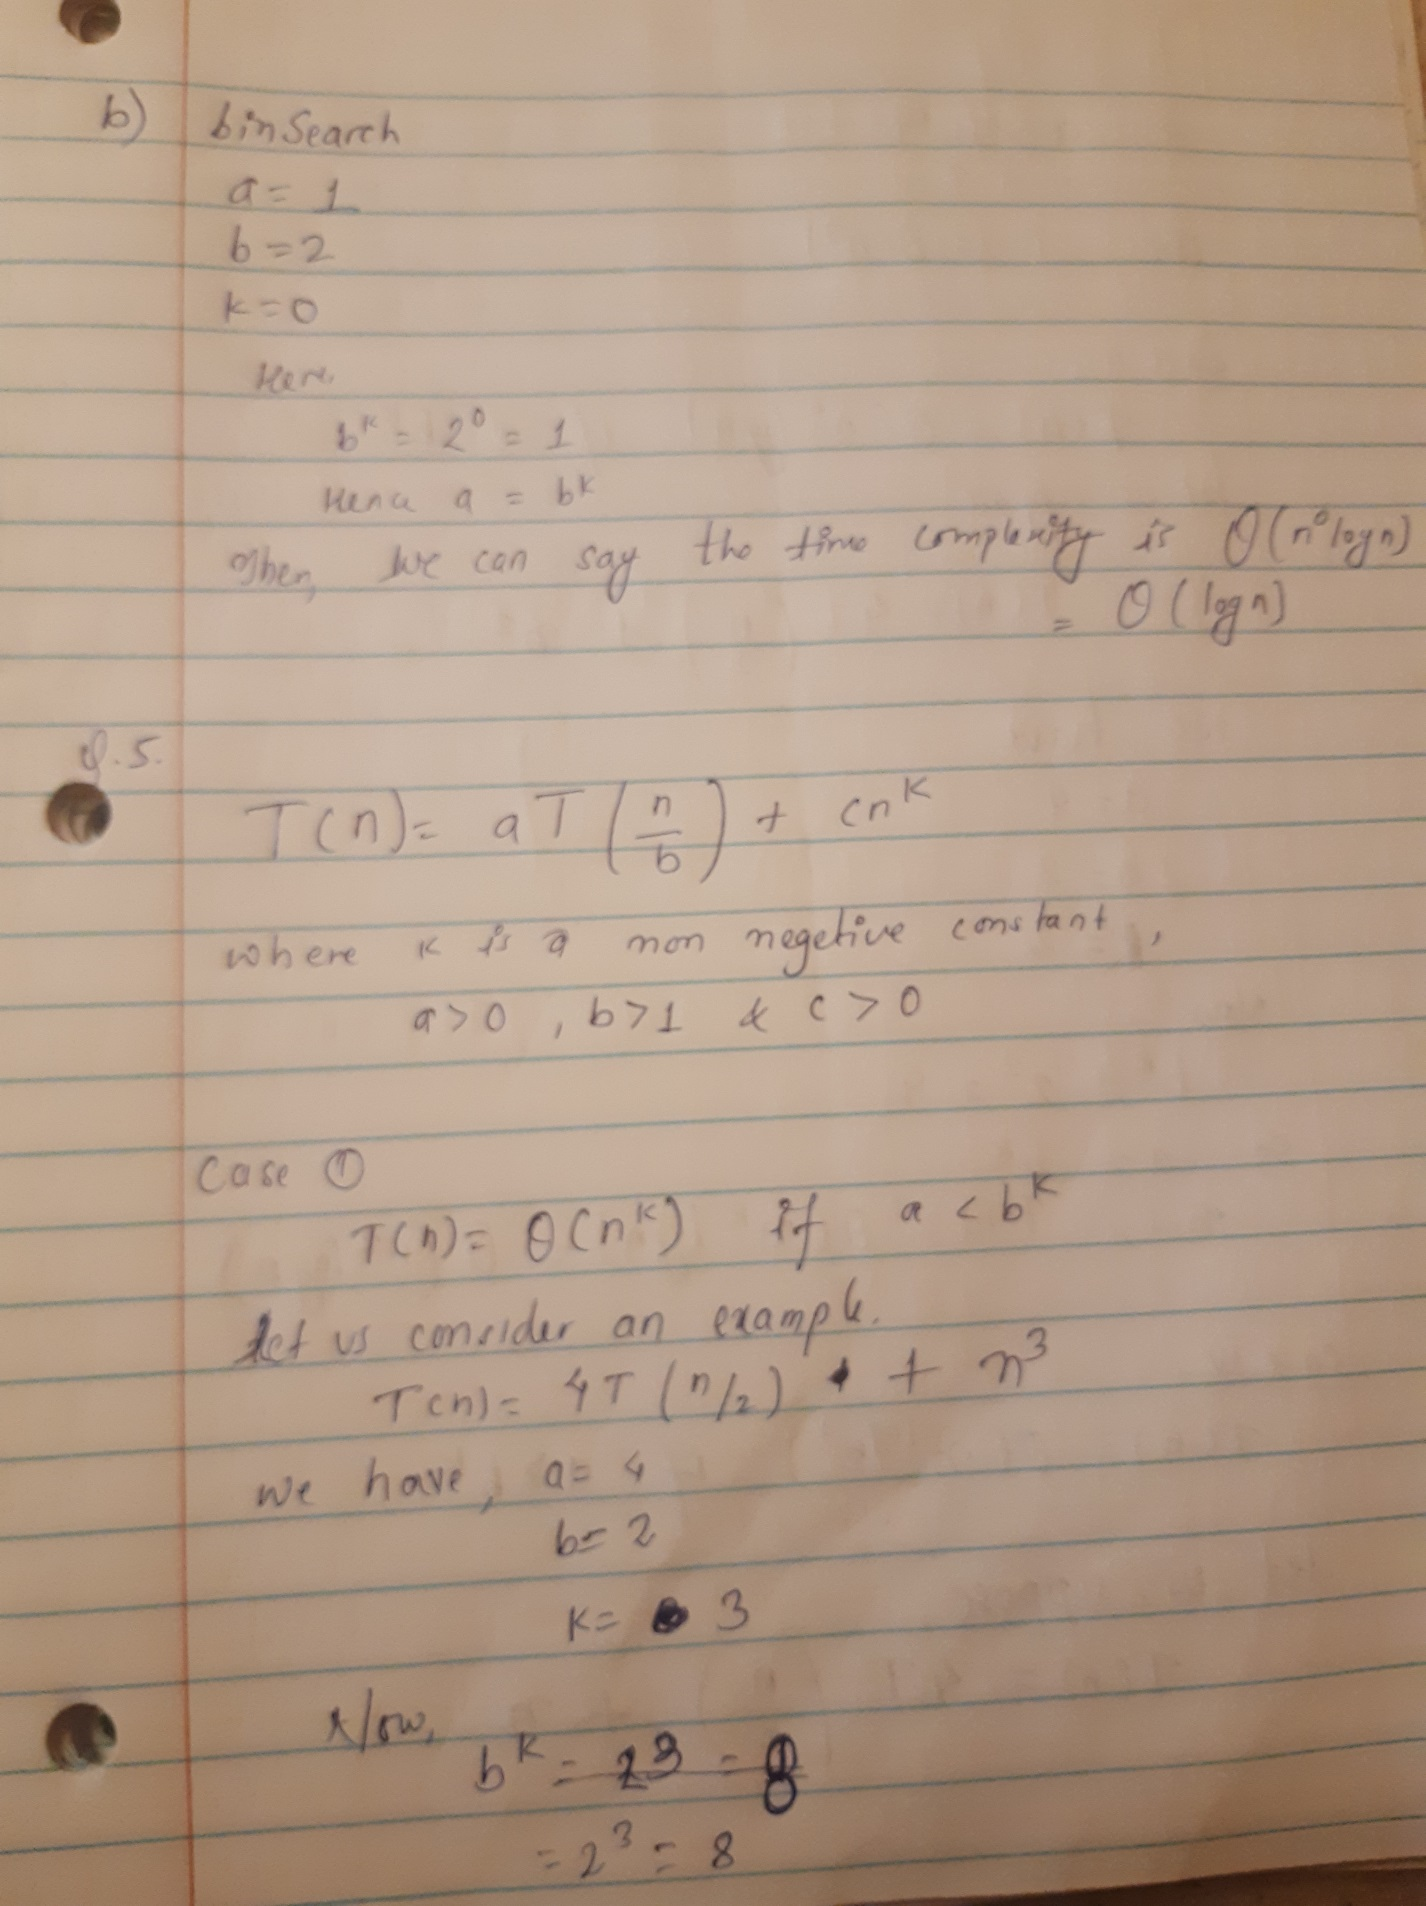 b) binSearch
a = 1
b = 2
k = 0
Here,
b^k = 2^0 = 1
Hence a = b^k
Then, we can say the time complexity is θ(n^0 log n)
= θ(log n)
Q.5.
T(n) = aT(n/b) + cn^k
where k is a non negetive constant,
a>0, b>1 & c>0
Case ①
T(n) = θ(n^k) if a < b^k
Let us consider an example.
T(n) = 4T(n/2) + n^3
we have, a = 4
b = 2
k = 3
Now,
b^k = 2^3 = 8
= 2^3 = 8